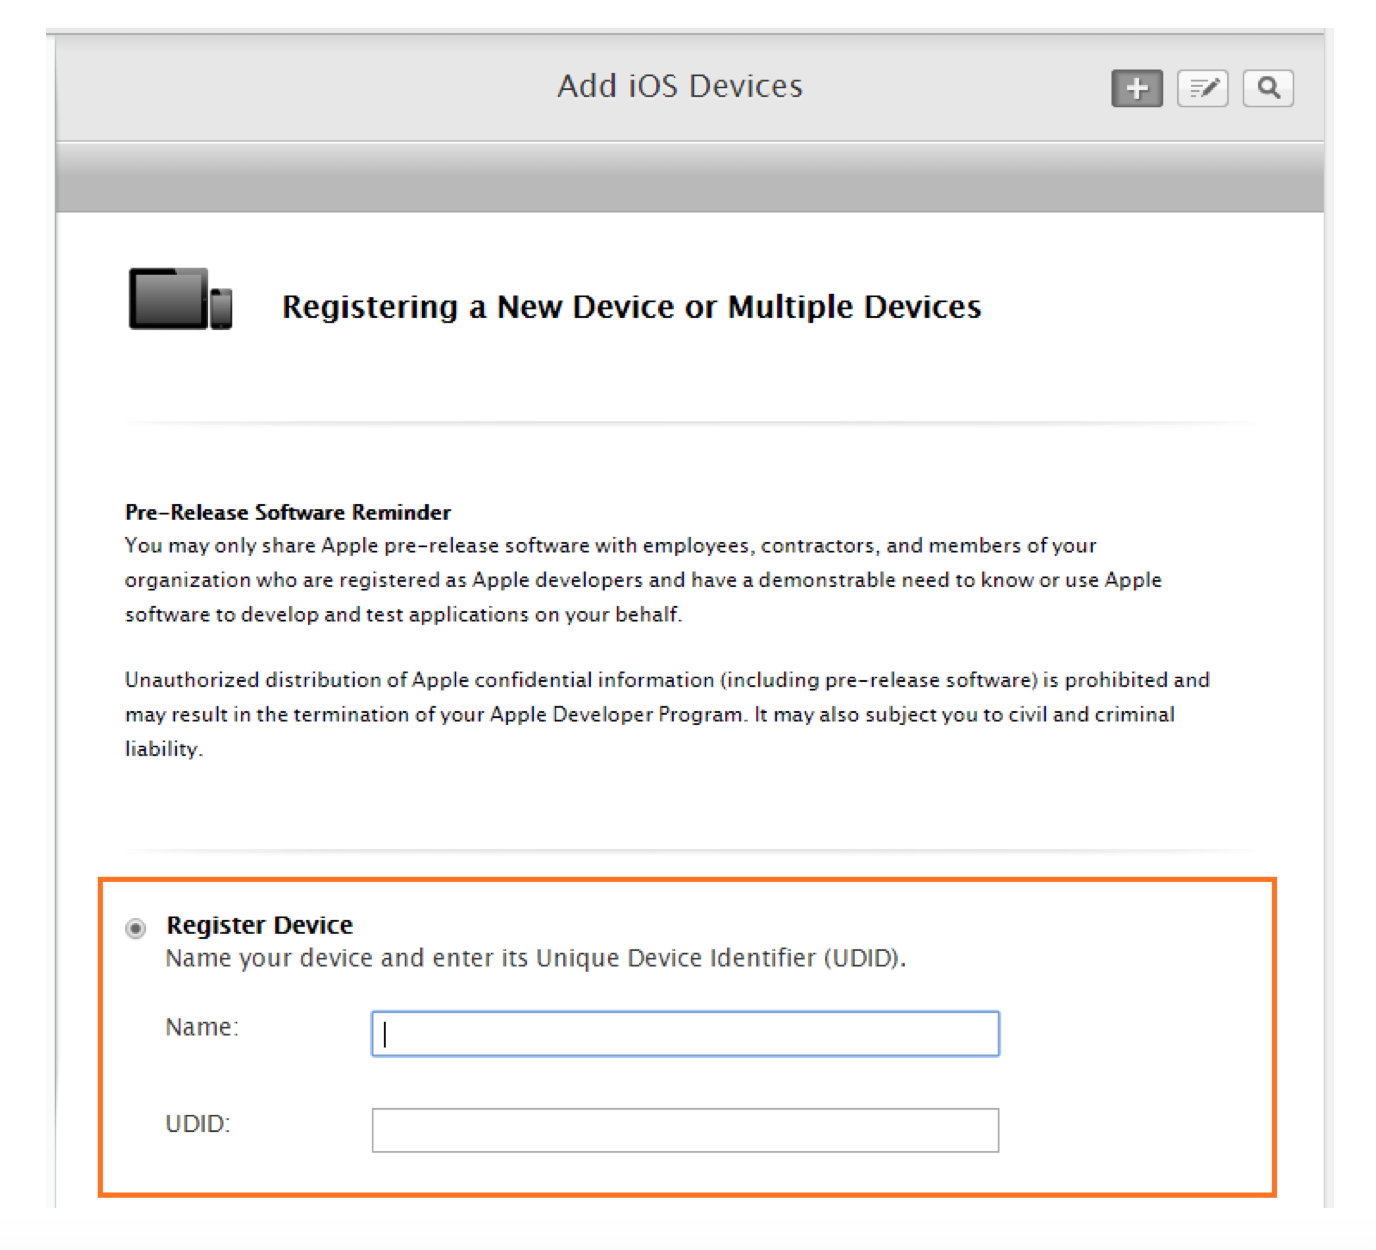 Add iOS Devices
Registering a New Device or Multiple Devices
Pre-Release Software Reminder
You may only share Apple pre-release software with employees, contractors, and members of your
organization who are registered as Apple developers and have a demonstrable need to know or use Apple
software to develop and test applications on your behalf.
Unauthorized distribution of Apple confidential information (including pre-release software) is prohibited and
may result in the termination of your Apple Developer Program. It may also subject you to civil and criminal
liability.
Register Device
Name your device and enter its Unique Device Identifier (UDID).
Name:
UDID: